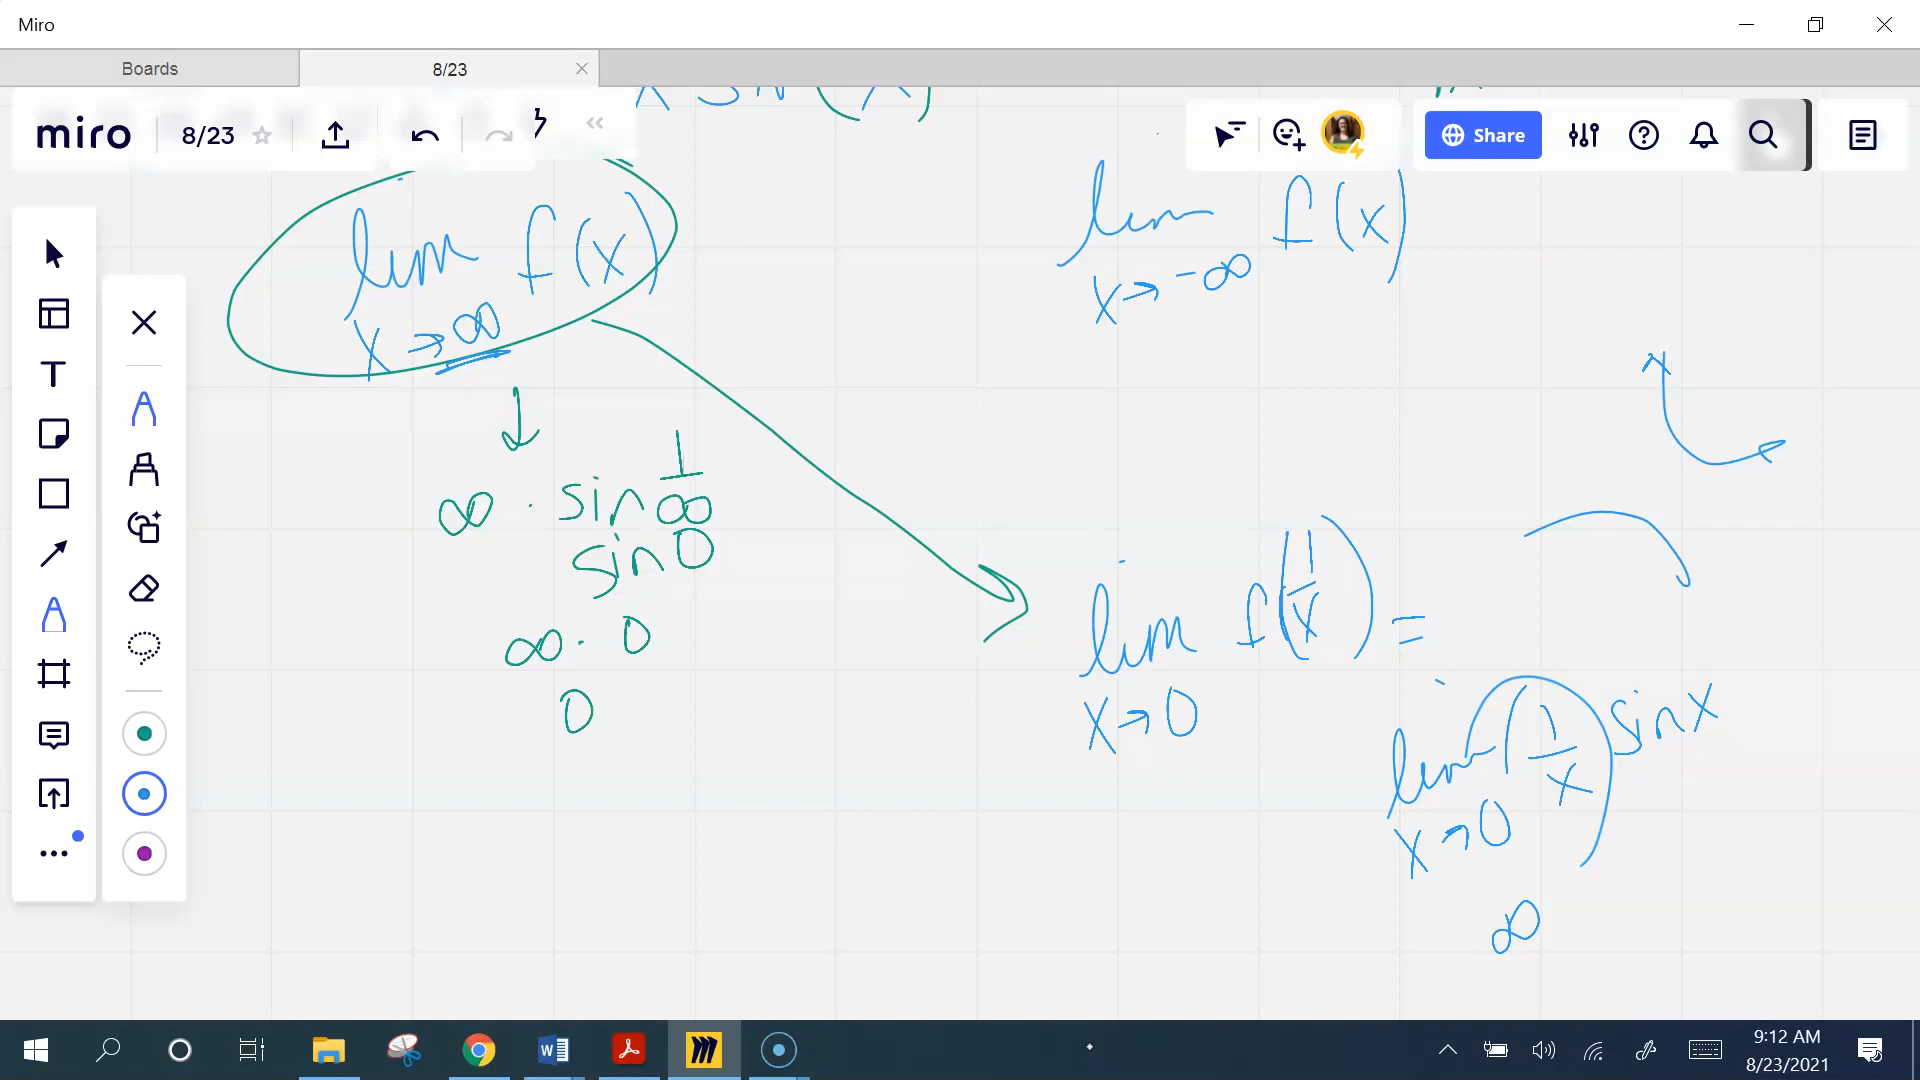 Miro
Boards
8/23
miro
8/23
Share
lim f(x)
x→∞
lim f(x)
x→-∞
∞ · sin 1/∞
sin 0
∞ · 0
0
lim f(1/x) =
x→0
lim (1/x) sin x
x→0
∞
9:12 AM
8/23/2021